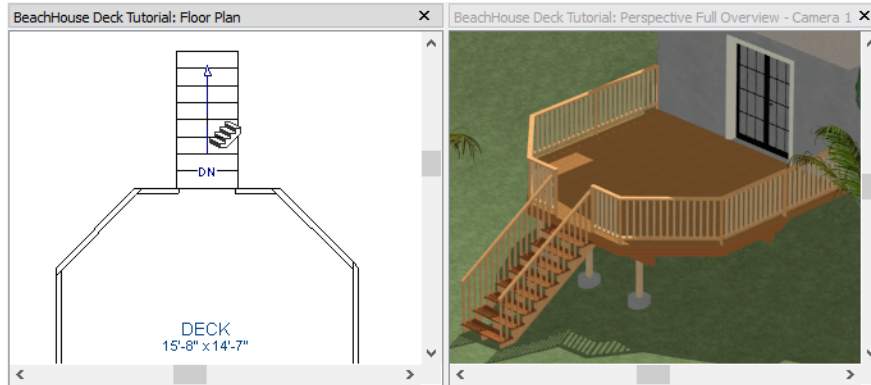 BeachHouse Deck Tutorial: Floor Plan
BeachHouse Deck Tutorial: Perspective Full Overview - Camera 1
DN
DECK
15'-8" x 14'-7"